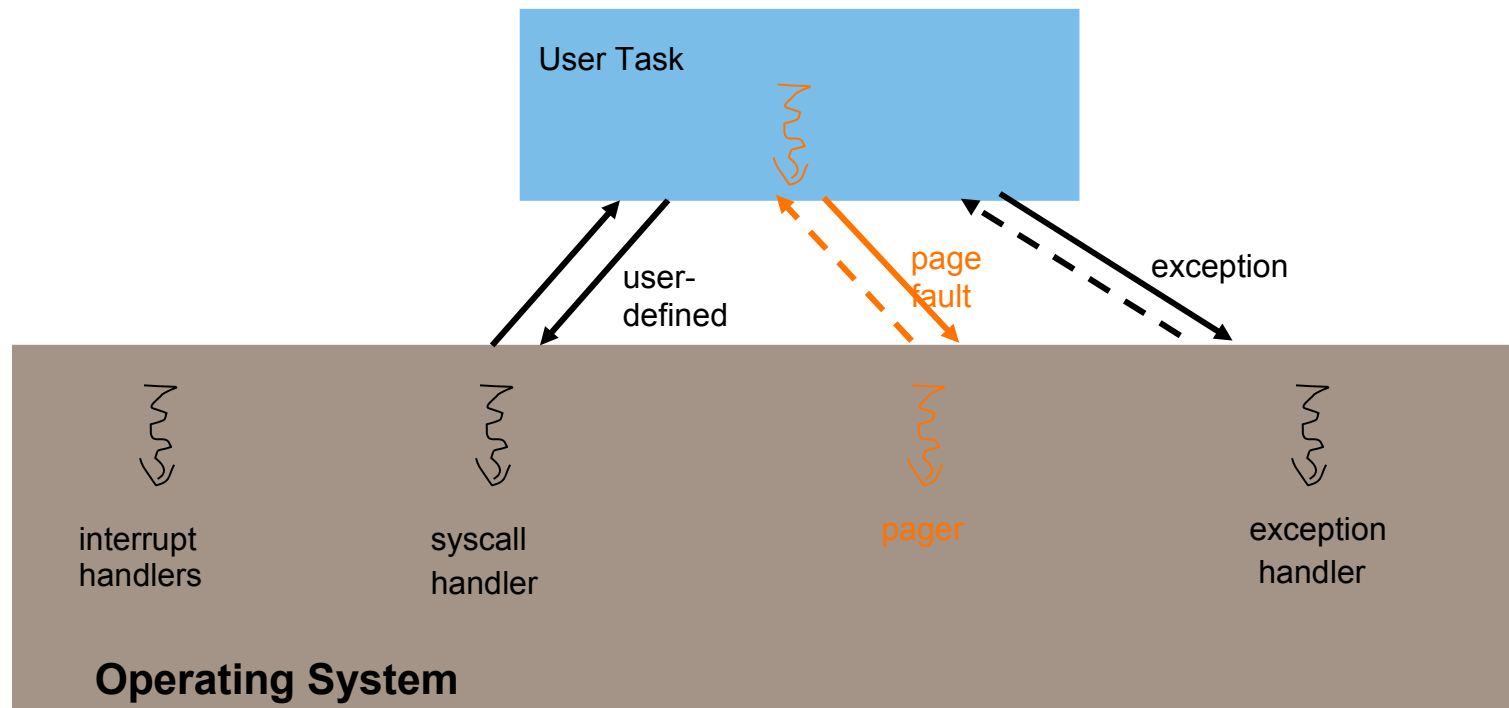 User Task
user-
defined
page
fault
exception
interrupt
handlers
syscall
handler
pager
exception
handler
Operating System